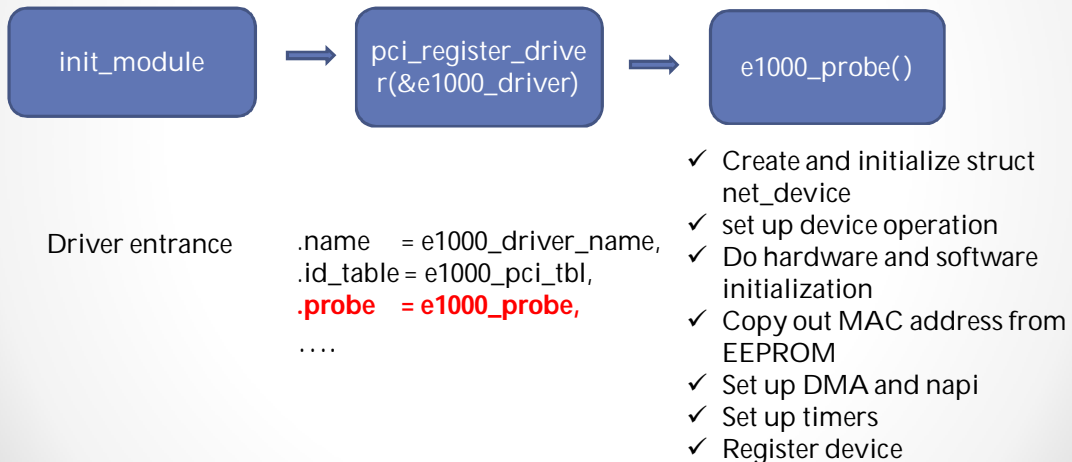 init_module
pci_register_drive
r(&e1000_driver)
e1000_probe()
Driver entrance
.name = e1000_driver_name,
.id_table = e1000_pci_tbl,
.probe = e1000_probe,
....
✓ Create and initialize struct
net_device
✓ set up device operation
✓ Do hardware and software
initialization
✓ Copy out MAC address from
EEPROM
✓ Set up DMA and napi
✓ Set up timers
✓ Register device